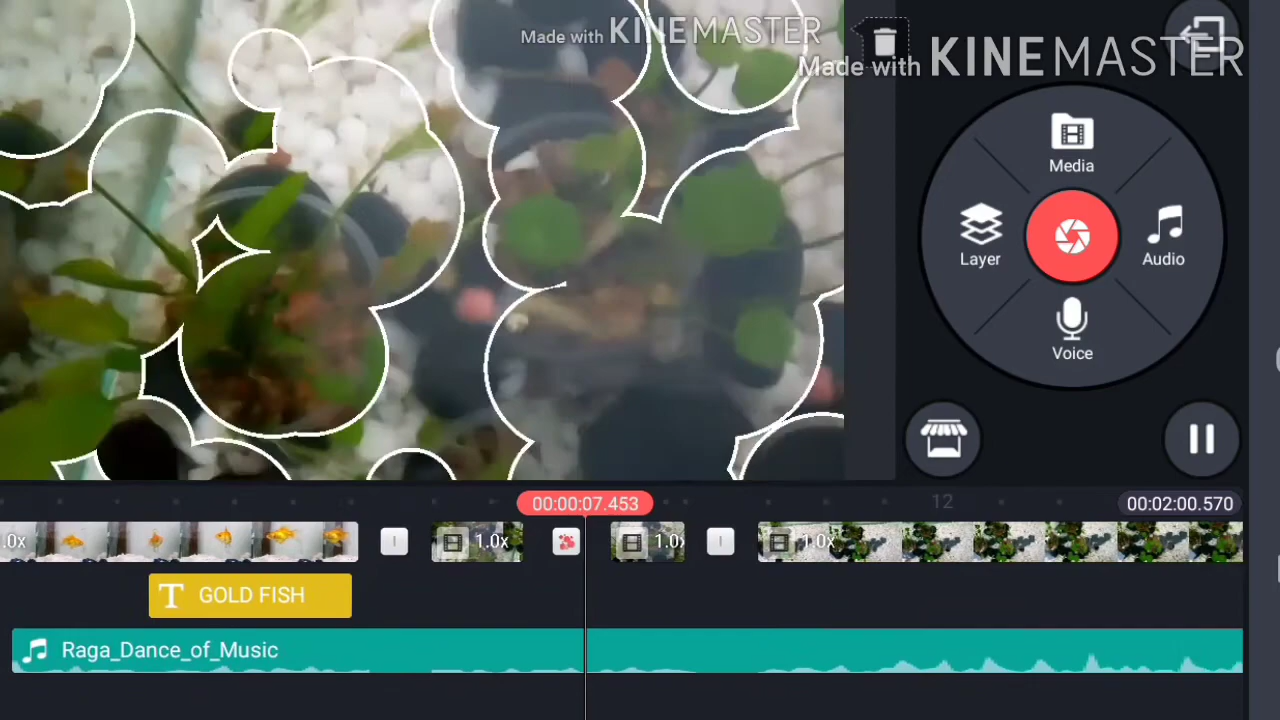 Made with KINEMASTER
Made with KINEMASTER
Media
Layer
Audio
Voice
00:00:07.453
12
00:02:00.570
.0x
1.0x
1.0x
1.0x
GOLD FISH
Raga_Dance_of_Music